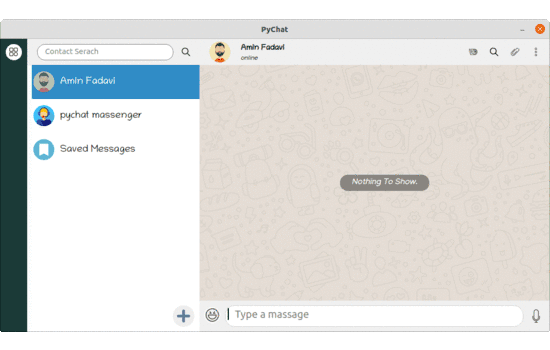 PyChat
Contact Serach
Amin Fadavi
online
Amin Fadavi
pychat massenger
Saved Messages
Nothing To Show.
Type a massage